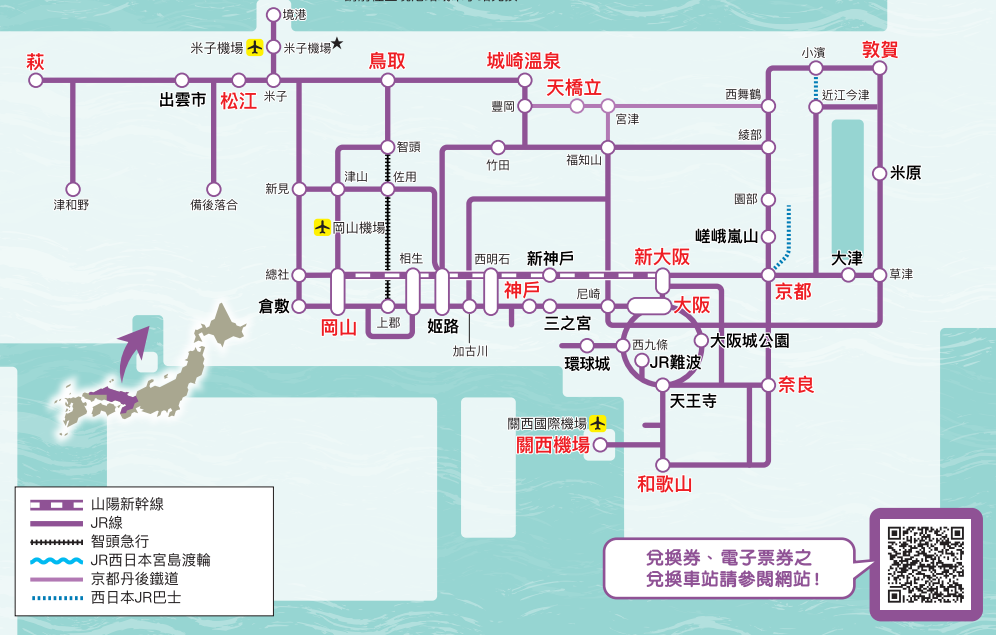 境港
米子機場
米子機場★
萩
出雲市
松江
米子
鳥取
城崎溫泉
天橋立
豐岡
宮津
西舞鶴
小濱
敦賀
近江今津
綾部
智頭
竹田
福知山
津山
佐用
新見
津和野
備後落合
米原
園部
岡山機場
嵯峨嵐山
相生
西明石
新神戶
新大阪
大津
總社
京都
草津
倉敷
岡山
上郡
姬路
神戶
尼崎
大阪
三之宮
加古川
環球城
西九條
大阪城公園
JR難波
天王寺
奈良
關西國際機場
關西機場
和歌山
山陽新幹線
JR線
智頭急行
JR西日本宮島渡輪
京都丹後鐵道
西日本JR巴士
兌換券、電子票券之
兌換車站請參閱網站!